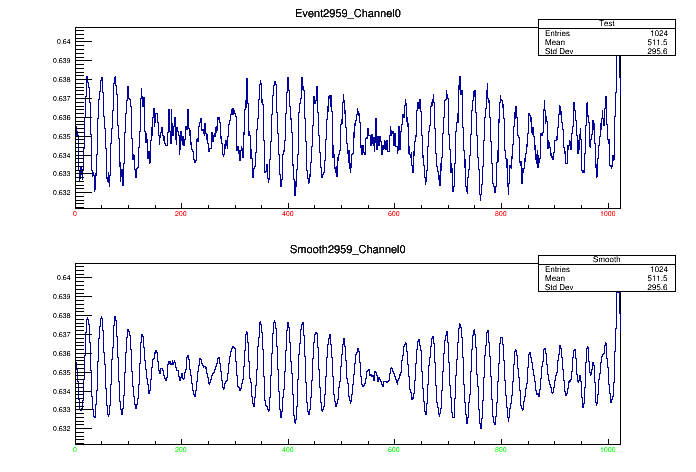 Event2959_Channel0
Test
Entries 1024
Mean 511.5
Std Dev 295.6
0.64
0.639
0.638
0.637
0.636
0.635
0.634
0.633
0.632
0 200 400 600 800 1000
Smooth2959_Channel0
Smooth
Entries 1024
Mean 511.5
Std Dev 295.6
0.64
0.639
0.638
0.637
0.636
0.635
0.634
0.633
0.632
0 200 400 600 800 1000